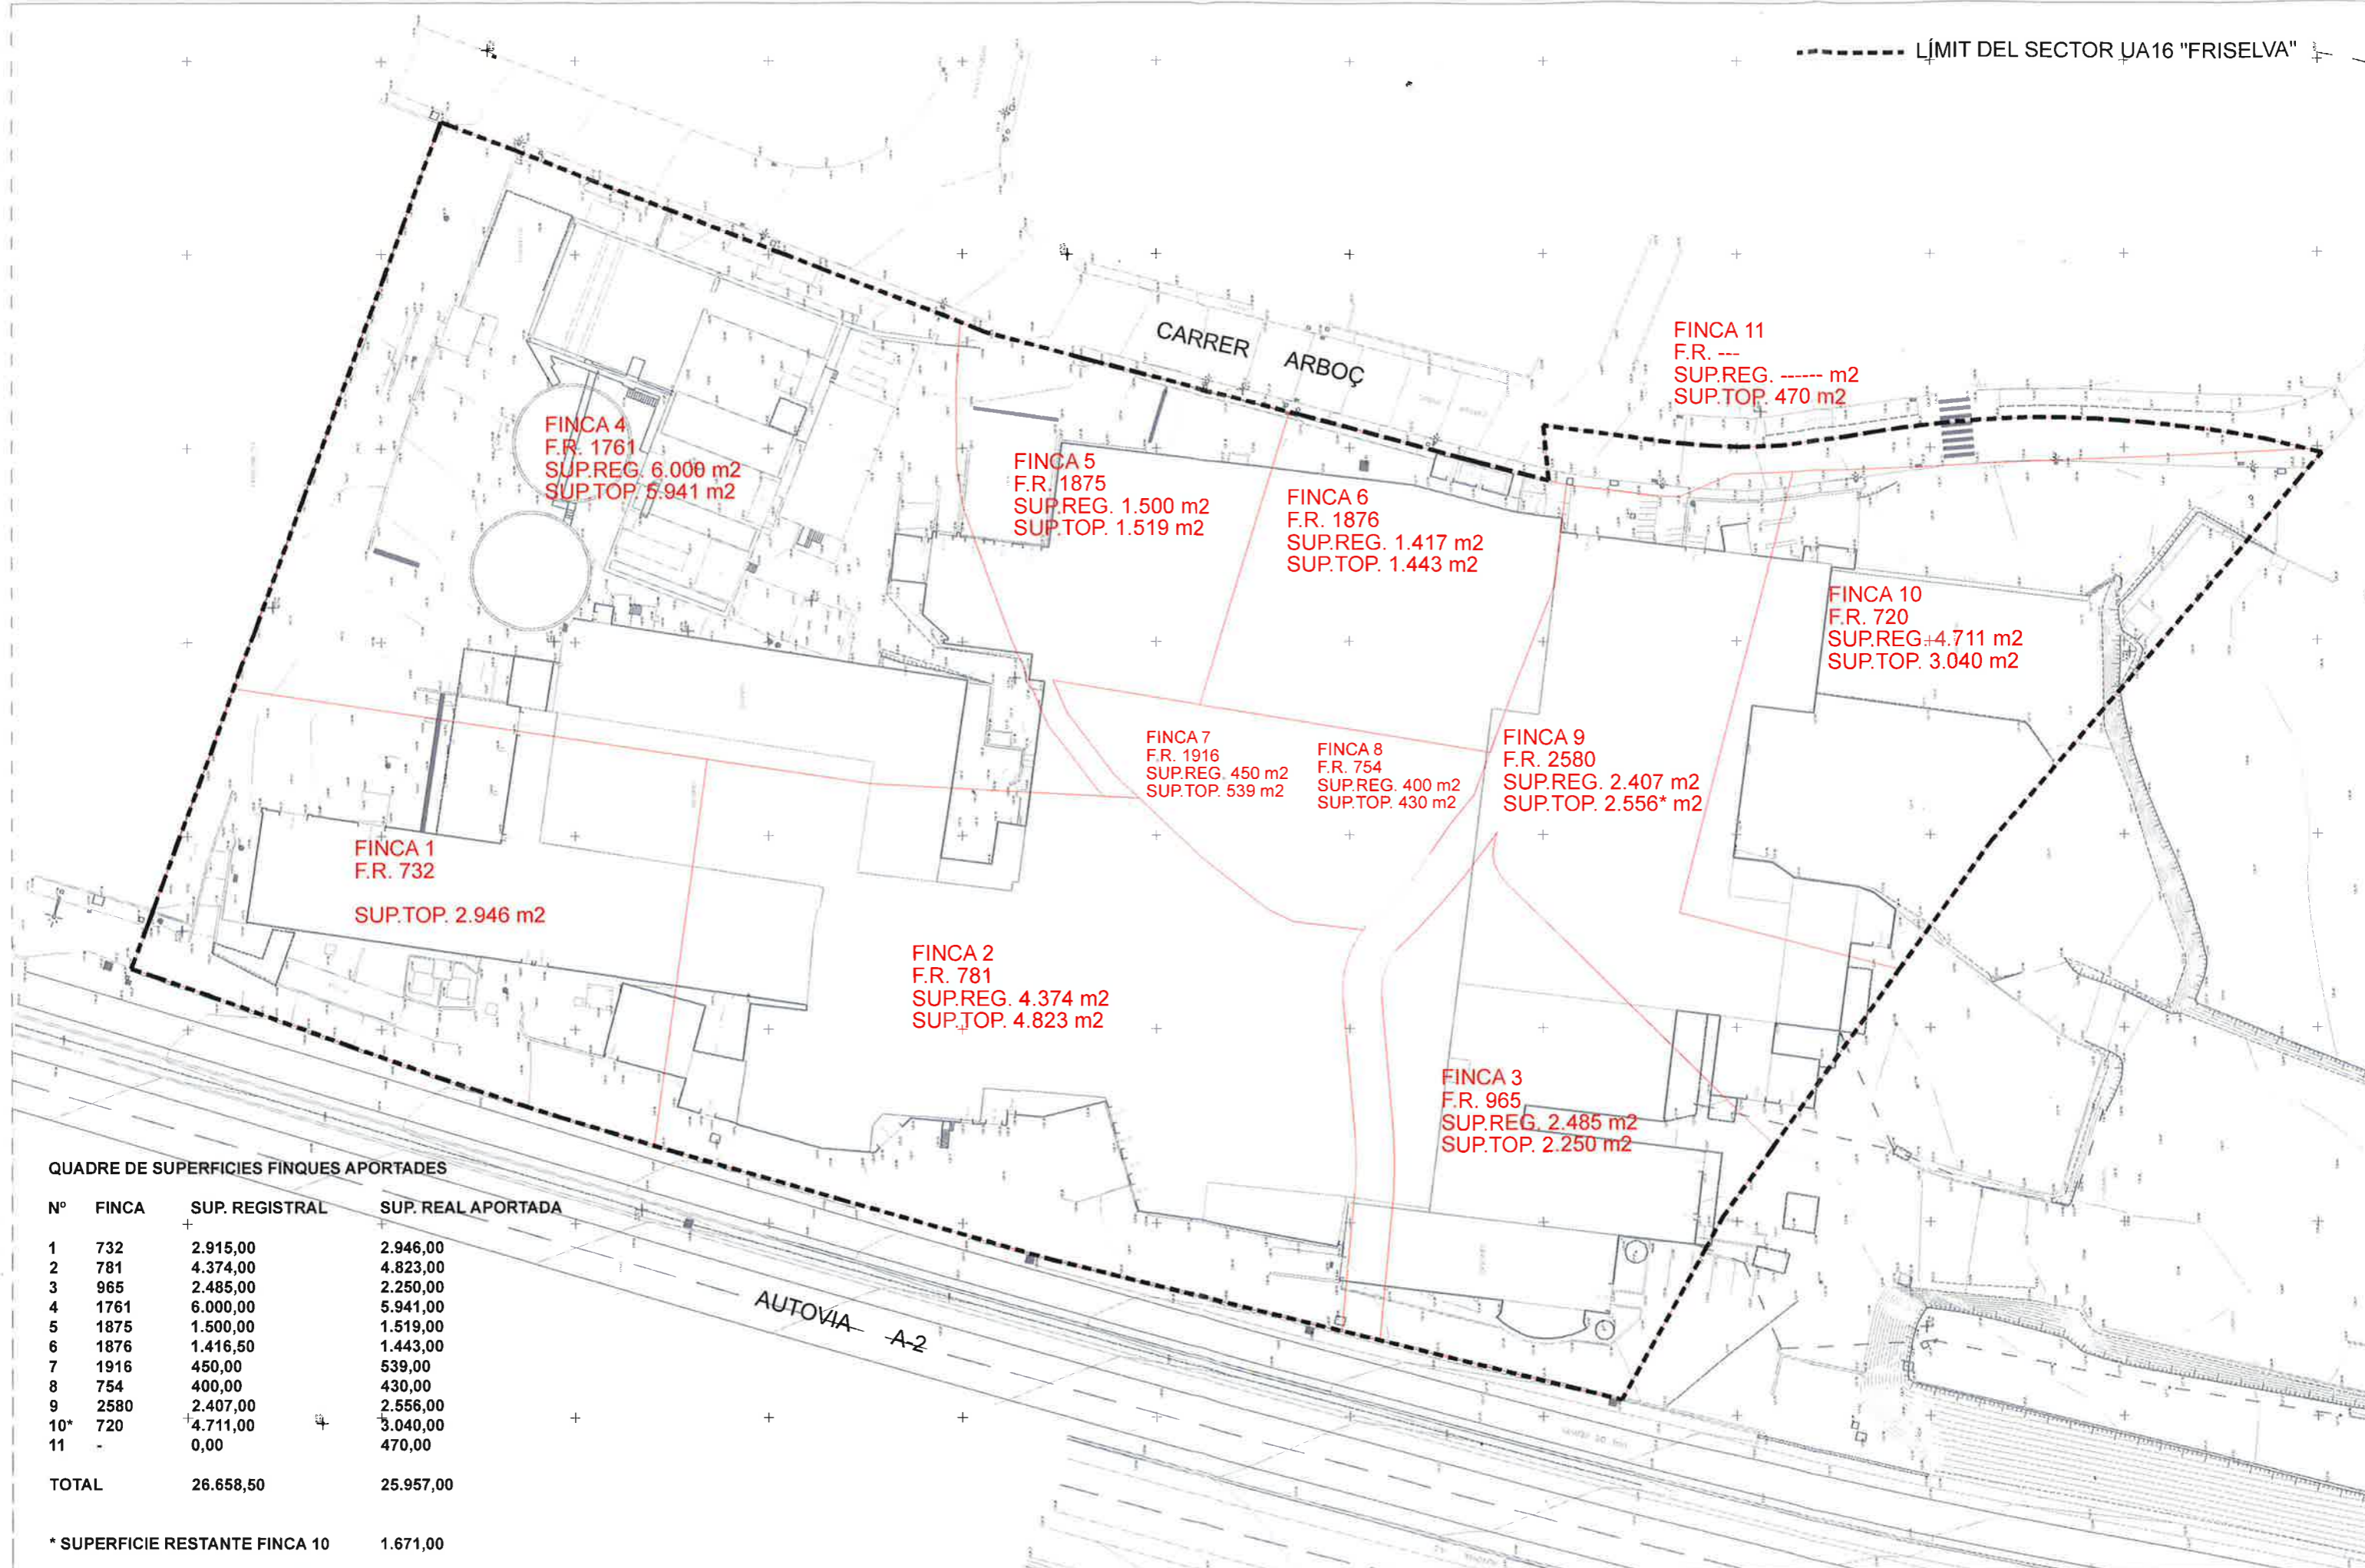 LÍMIT DEL SECTOR UA16 "FRISELVA"
CARRER ARBOÇ
FINCA 11
F.R. ---
SUP.REG. ------ m2
SUP.TOP. 470 m2
FINCA 4
F.R. 1761
SUP.REG. 6.000 m2
SUP.TOP. 5.941 m2
FINCA 5
F.R. 1875
SUP.REG. 1.500 m2
SUP.TOP. 1.519 m2
FINCA 6
F.R. 1876
SUP.REG. 1.417 m2
SUP.TOP. 1.443 m2
FINCA 10
F.R. 720
SUP.REG. 4.711 m2
SUP.TOP. 3.040 m2
FINCA 7
F.R. 1916
SUP.REG. 450 m2
SUP.TOP. 539 m2
FINCA 8
F.R. 754
SUP.REG. 400 m2
SUP.TOP. 430 m2
FINCA 9
F.R. 2580
SUP.REG. 2.407 m2
SUP.TOP. 2.556* m2
FINCA 1
F.R. 732
SUP.TOP. 2.946 m2
FINCA 2
F.R. 781
SUP.REG. 4.374 m2
SUP.TOP. 4.823 m2
FINCA 3
F.R. 965
SUP.REG. 2.485 m2
SUP.TOP. 2.250 m2
AUTOVIA A-2
QUADRE DE SUPERFICIES FINQUES APORTADES
Nº FINCA SUP. REGISTRAL SUP. REAL APORTADA
1 732 2.915,00 2.946,00
2 781 4.374,00 4.823,00
3 965 2.485,00 2.250,00
4 1761 6.000,00 5.941,00
5 1875 1.500,00 1.519,00
6 1876 1.416,50 1.443,00
7 1916 450,00 539,00
8 754 400,00 430,00
9 2580 2.407,00 2.556,00
10* 720 4.711,00 3.040,00
11 - 0,00 470,00
TOTAL 26.658,50 25.957,00
* SUPERFICIE RESTANTE FINCA 10 1.671,00